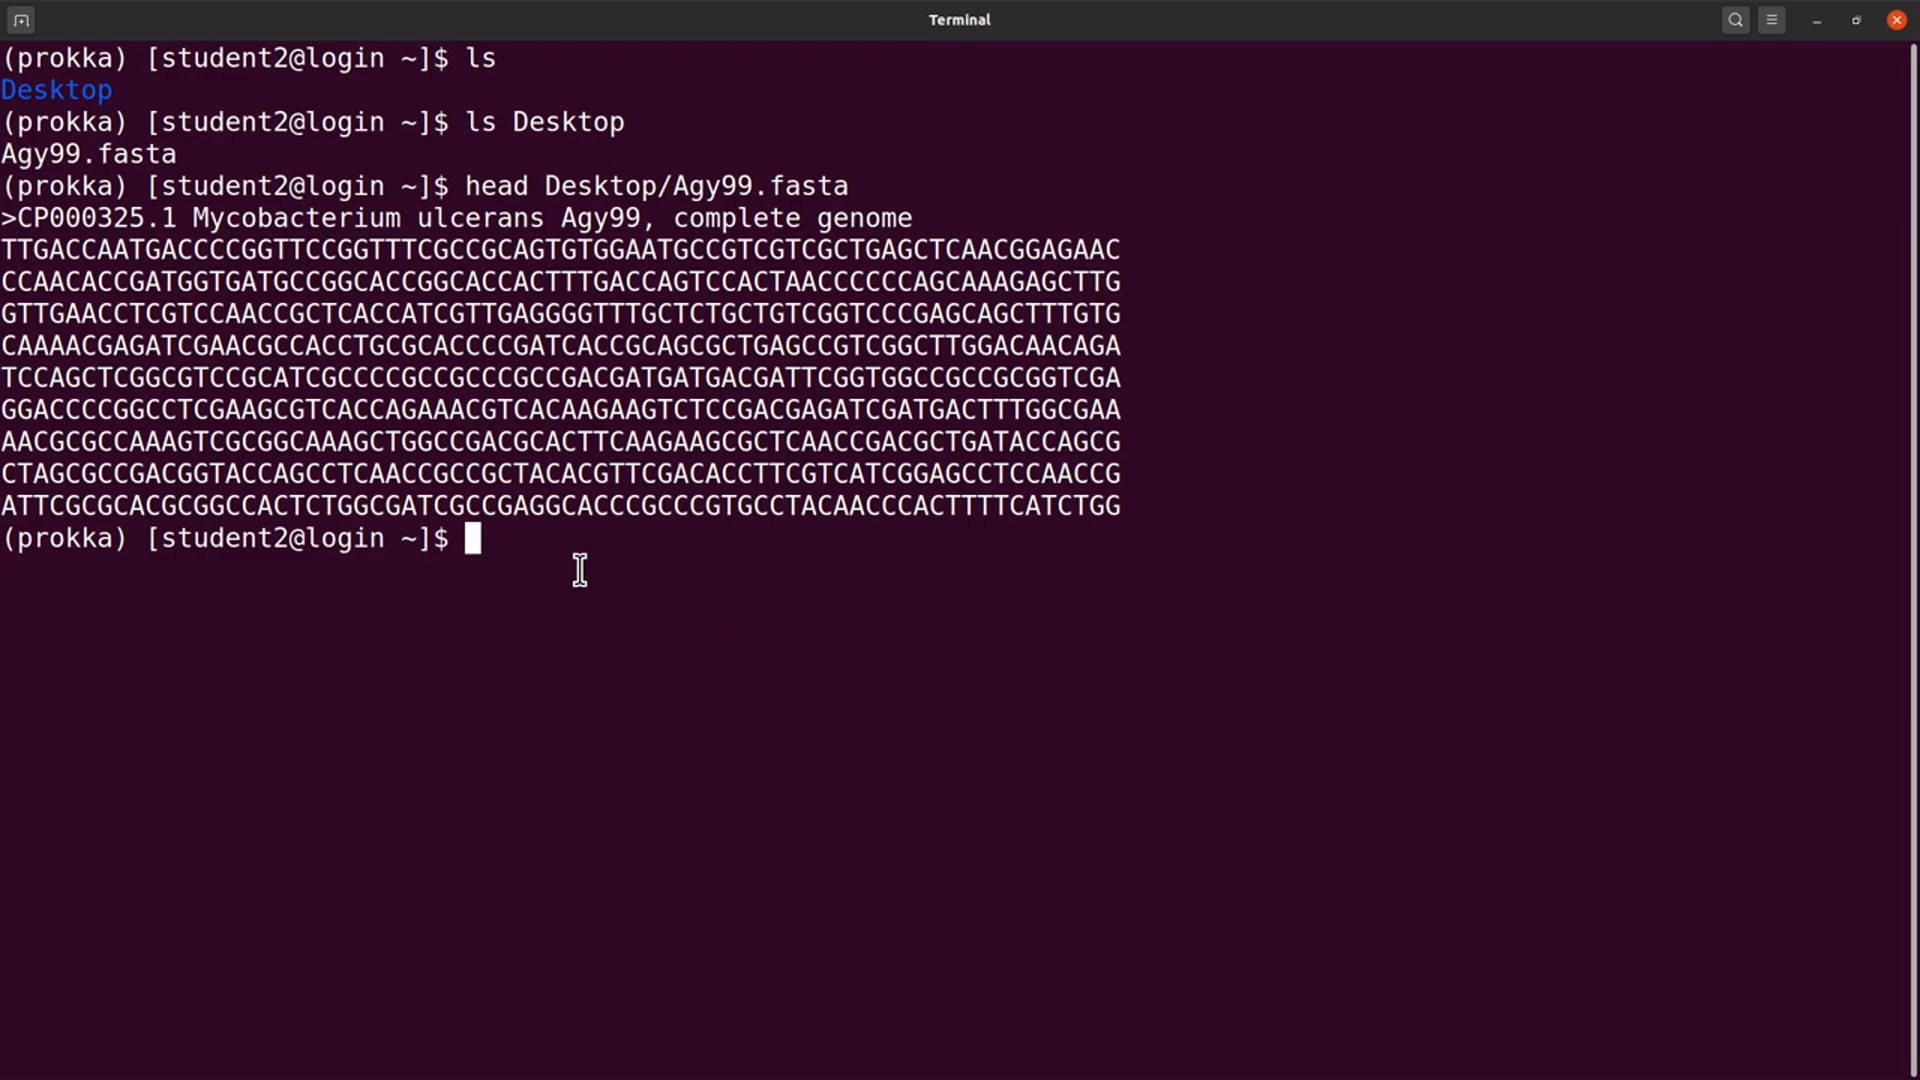 Terminal
(prokka) [student2@login ~]$ ls
Desktop
(prokka) [student2@login ~]$ ls Desktop
Agy99.fasta
(prokka) [student2@login ~]$ head Desktop/Agy99.fasta
>CP000325.1 Mycobacterium ulcerans Agy99, complete genome
TTGACCAATGACCCCGGTTCCGGTTTCGCCGCAGTGTGGAATGCCGTCGTCGCTGAGCTCAACGGAGAAC
CCAACACCGATGGTGATGCCGGCACCGGCACCACTTTGACCAGTCCACTAACCCCCCAGCAAAGAGCTTG
GTTGAACCTCGTCCAACCGCTCACCATCGTTGAGGGGTTTGCTCTGCTGTCGGTCCCGAGCAGCTTTGTG
CAAAACGAGATCGAACGCCACCTGCGCACCCCGATCACCGCAGCGCTGAGCCGTCGGCTTGGACAACAGA
TCCAGCTCGGCGTCCGCATCGCCCCGCCGCCCGCCGACGATGATGACGATTCGGTGGCCGCCGCGGTCGA
GGACCCCGGCCTCGAAGCGTCACCAGAAACGTCACAAGAAGTCTCCGACGAGATCGATGACTTTGGCGAA
AACGCGCCAAAGTCGCGGCAAAGCTGGCCGACGCACTTCAAGAAGCGCTCAACCGACGCTGATACCAGCG
CTAGCGCCGACGGTACCAGCCTCAACCGCCGCTACACGTTCGACACCTTCGTCATCGGAGCCTCCAACCG
ATTCGCGCACGCGGCCACTCTGGCGATCGCCGAGGCACCCGCCCGTGCCTACAACCCACTTTTCATCTGG
(prokka) [student2@login ~]$